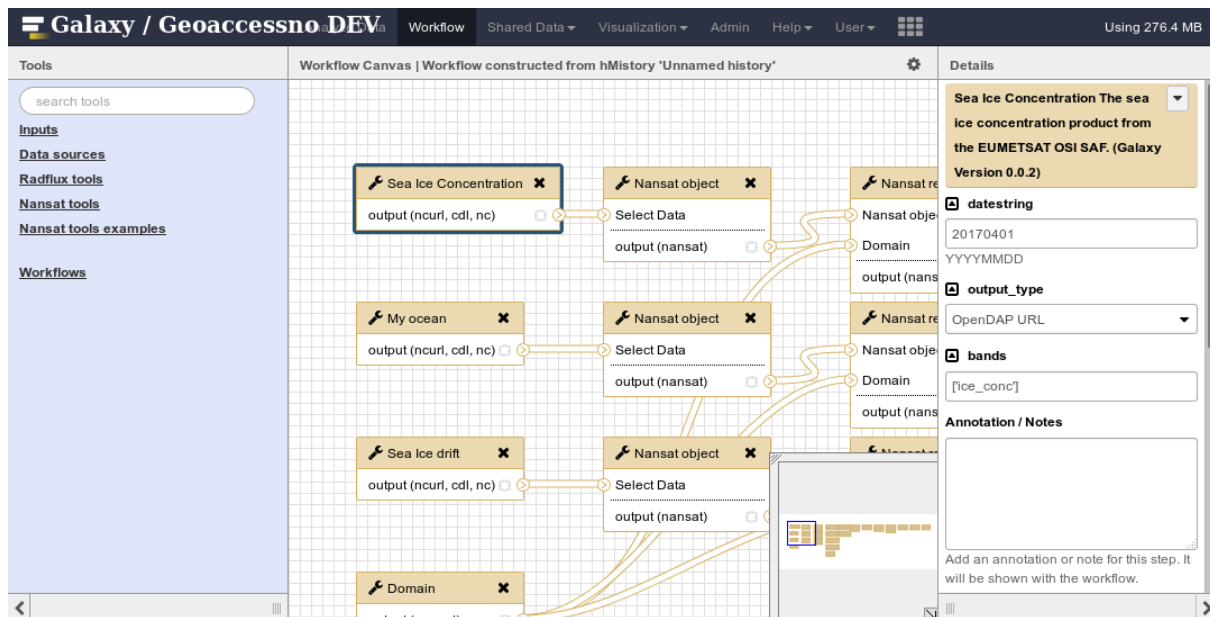 Galaxy / Geoaccessno DEV
Workflow
Shared Data
Visualization
Admin
Help
User
Using 276.4 MB
Tools
search tools
Inputs
Data sources
Radflux tools
Nansat tools
Nansat tools examples
Workflows
Workflow Canvas | Workflow constructed from hMistory 'Unnamed history'
Sea Ice Concentration
output (ncurl, cdl, nc)
Nansat object
Select Data
output (nansat)
Nansat re
Nansat obje
Domain
output (nans
My ocean
output (ncurl, cdl, nc)
Nansat object
Select Data
output (nansat)
Nansat re
Nansat obje
Domain
output (nans
Sea Ice drift
output (ncurl, cdl, nc)
Nansat object
Select Data
output (nansat)
Domain
Details
Sea Ice Concentration The sea
ice concentration product from
the EUMETSAT OSI SAF. (Galaxy
Version 0.0.2)
datestring
20170401
YYYYMMDD
output_type
OpenDAP URL
bands
['ice_conc']
Annotation / Notes
Add an annotation or note for this step. It
will be shown with the workflow.